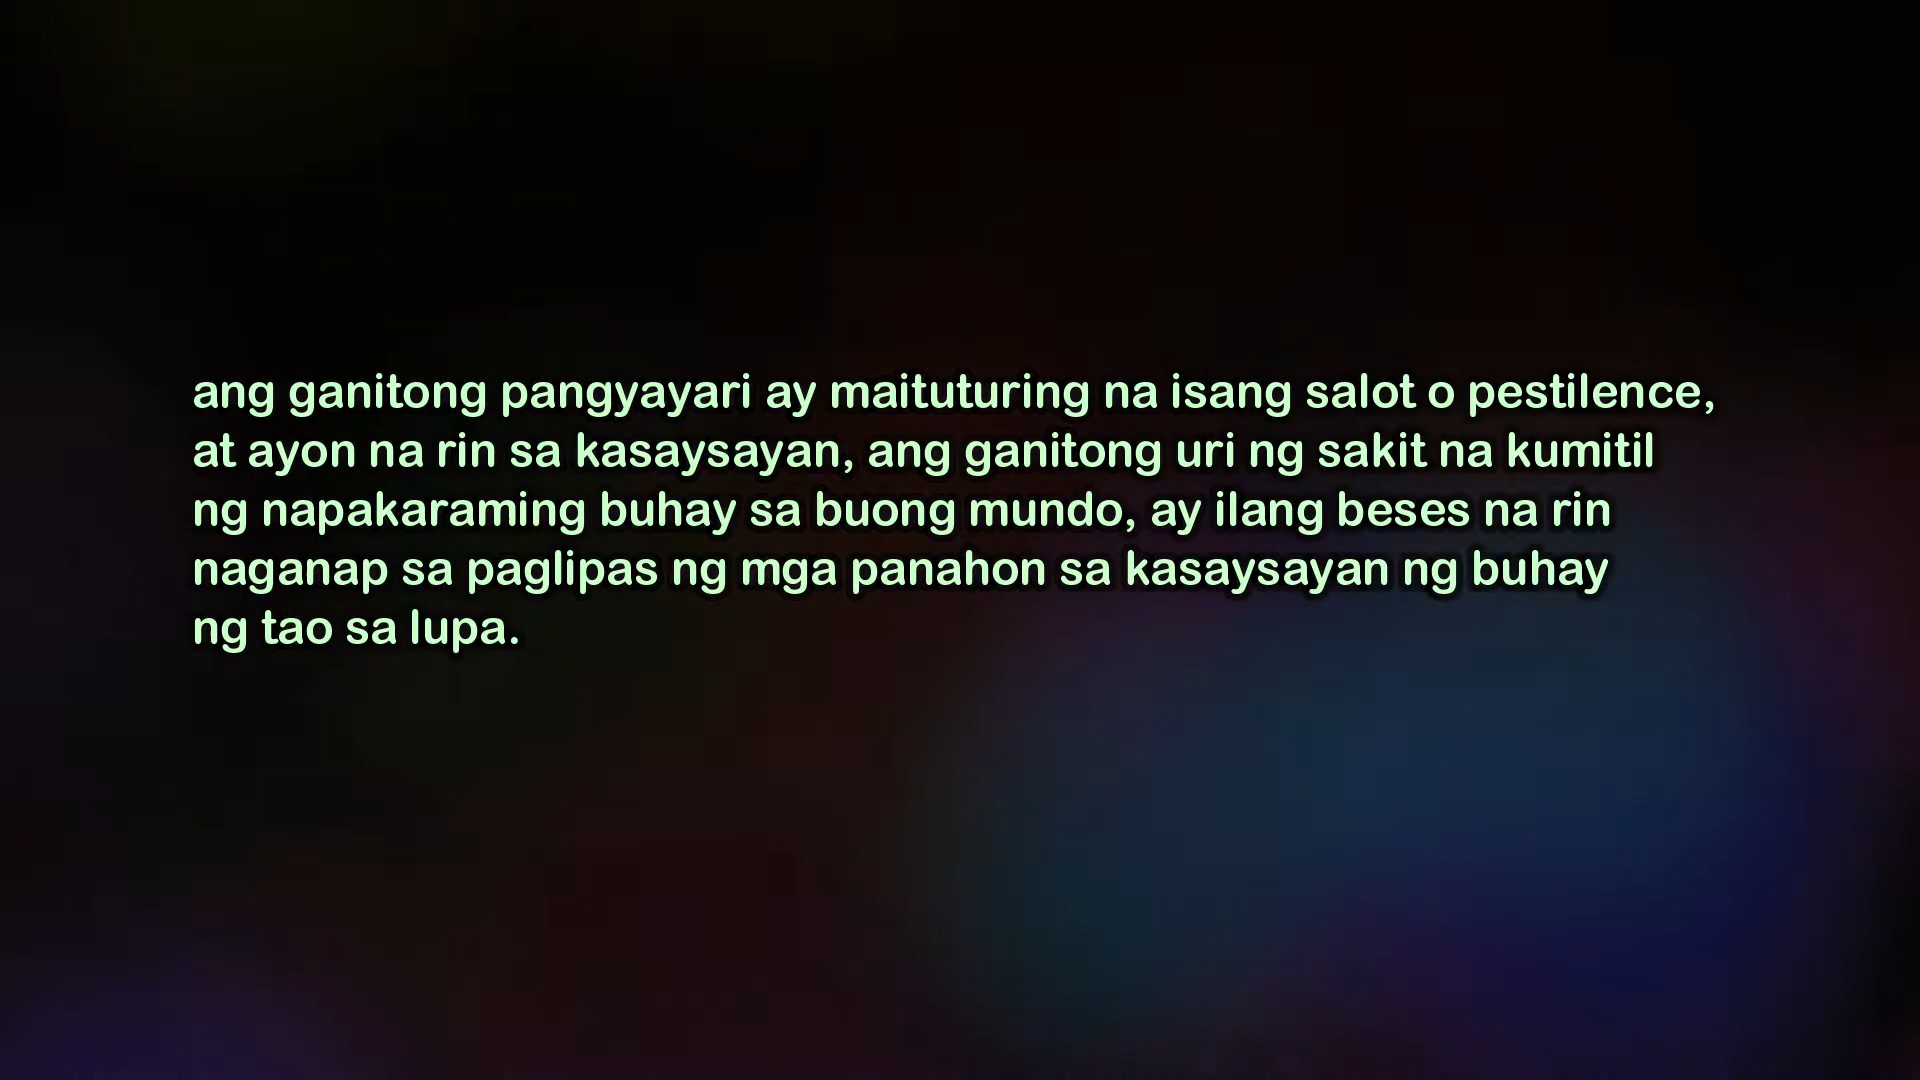 ang ganitong pangyayari ay maituturing na isang salot o pestilence,
at ayon na rin sa kasaysayan, ang ganitong uri ng sakit na kumitil
ng napakaraming buhay sa buong mundo, ay ilang beses na rin
naganap sa paglipas ng mga panahon sa kasaysayan ng buhay
ng tao sa lupa.